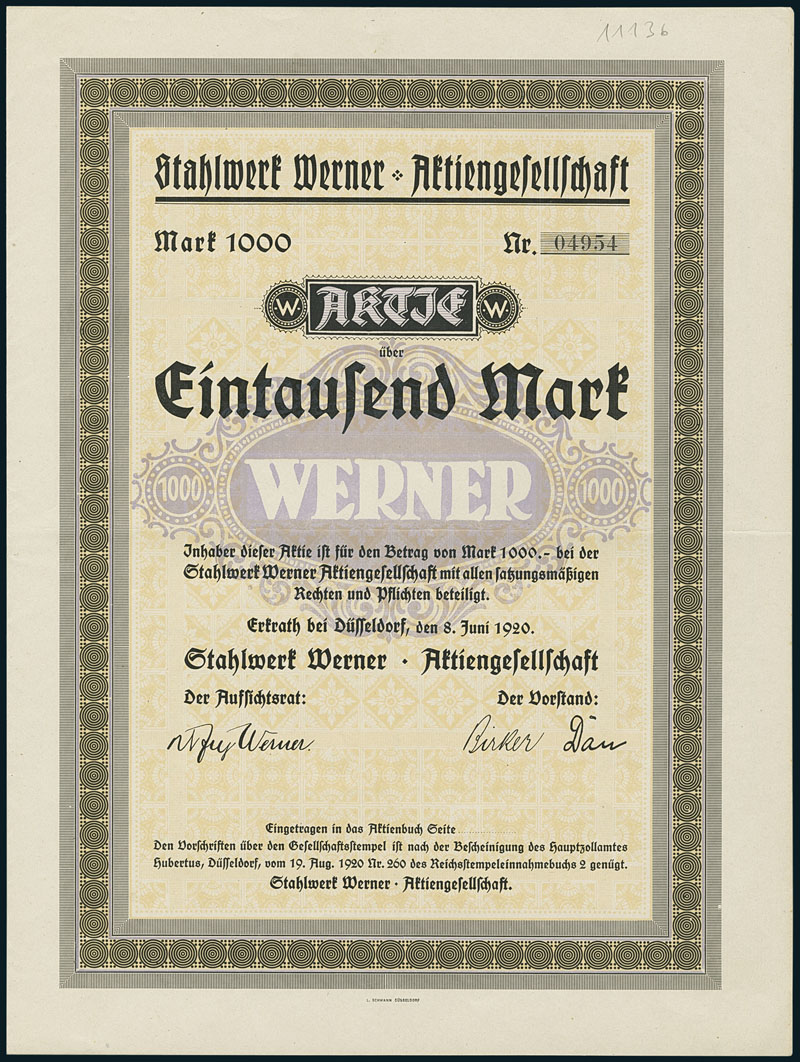 11136
Stahlwerk Werner · Aktiengesellschaft
Mark 1000 Nr. 04954
W AKTIE W
über
Eintausend Mark
1000 WERNER 1000
Inhaber dieser Aktie ist für den Betrag von Mark 1000.- bei der
Stahlwerk Werner Aktiengesellschaft mit allen satzungsmäßigen
Rechten und Pflichten beteiligt.
Erkrath bei Düsseldorf, den 8. Juni 1920.
Stahlwerk Werner · Aktiengesellschaft
Der Aufsichtsrat: Der Vorstand:
Werner. Birker Däu
Eingetragen in das Aktienbuch Seite
Den Vorschriften über den Gesellschaftsstempel ist nach der Bescheinigung des Hauptzollamtes
Hubertus, Düsseldorf, vom 19. Aug. 1920 Nr. 260 des Reichsstempeleinnahmebuchs 2 genügt.
Stahlwerk Werner · Aktiengesellschaft.
DÜSSELDORF